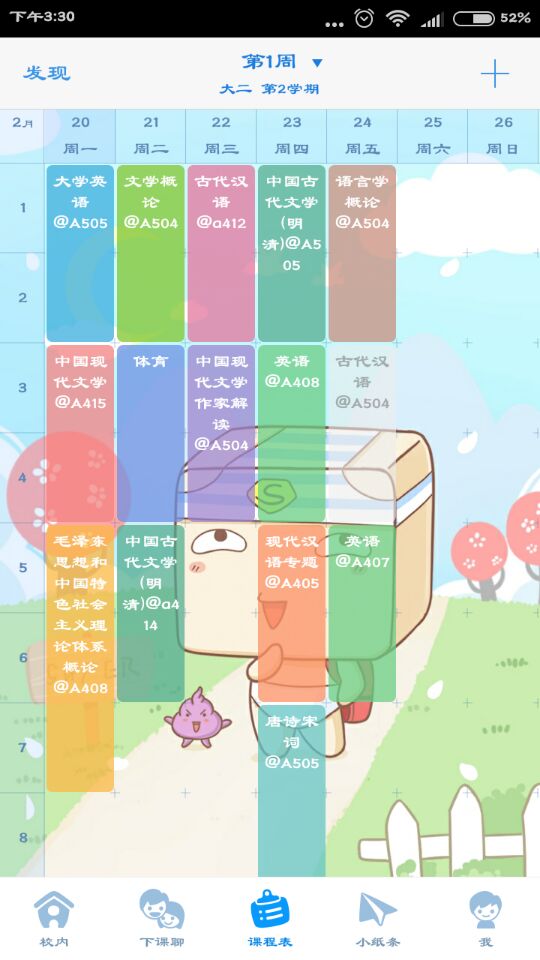 下午3:30
... 52%
发现
第1周 ▼
大二 第2学期
2月
20
21
22
23
24
25
26
周一
周二
周三
周四
周五
周六
周日
1
2
3
4
5
6
7
8
大学英
语
@A505
文学概
论
@A504
古代汉
语
@a412
中国古
代文学
(明
清)@A5
05
语言学
概论
@A504
中国现
代文学
@A415
体育
中国现
代文学
作家解
读
@A504
英语
@A408
古代汉
语
@A504
毛泽东
思想和
中国特
色社会
主义理
论体系
概论
@A408
中国古
代文学
(明
清)@a4
14
现代汉
语专题
@A405
英语
@A407
唐诗宋
词
@A505
S
校内
下课聊
课程表
小纸条
我